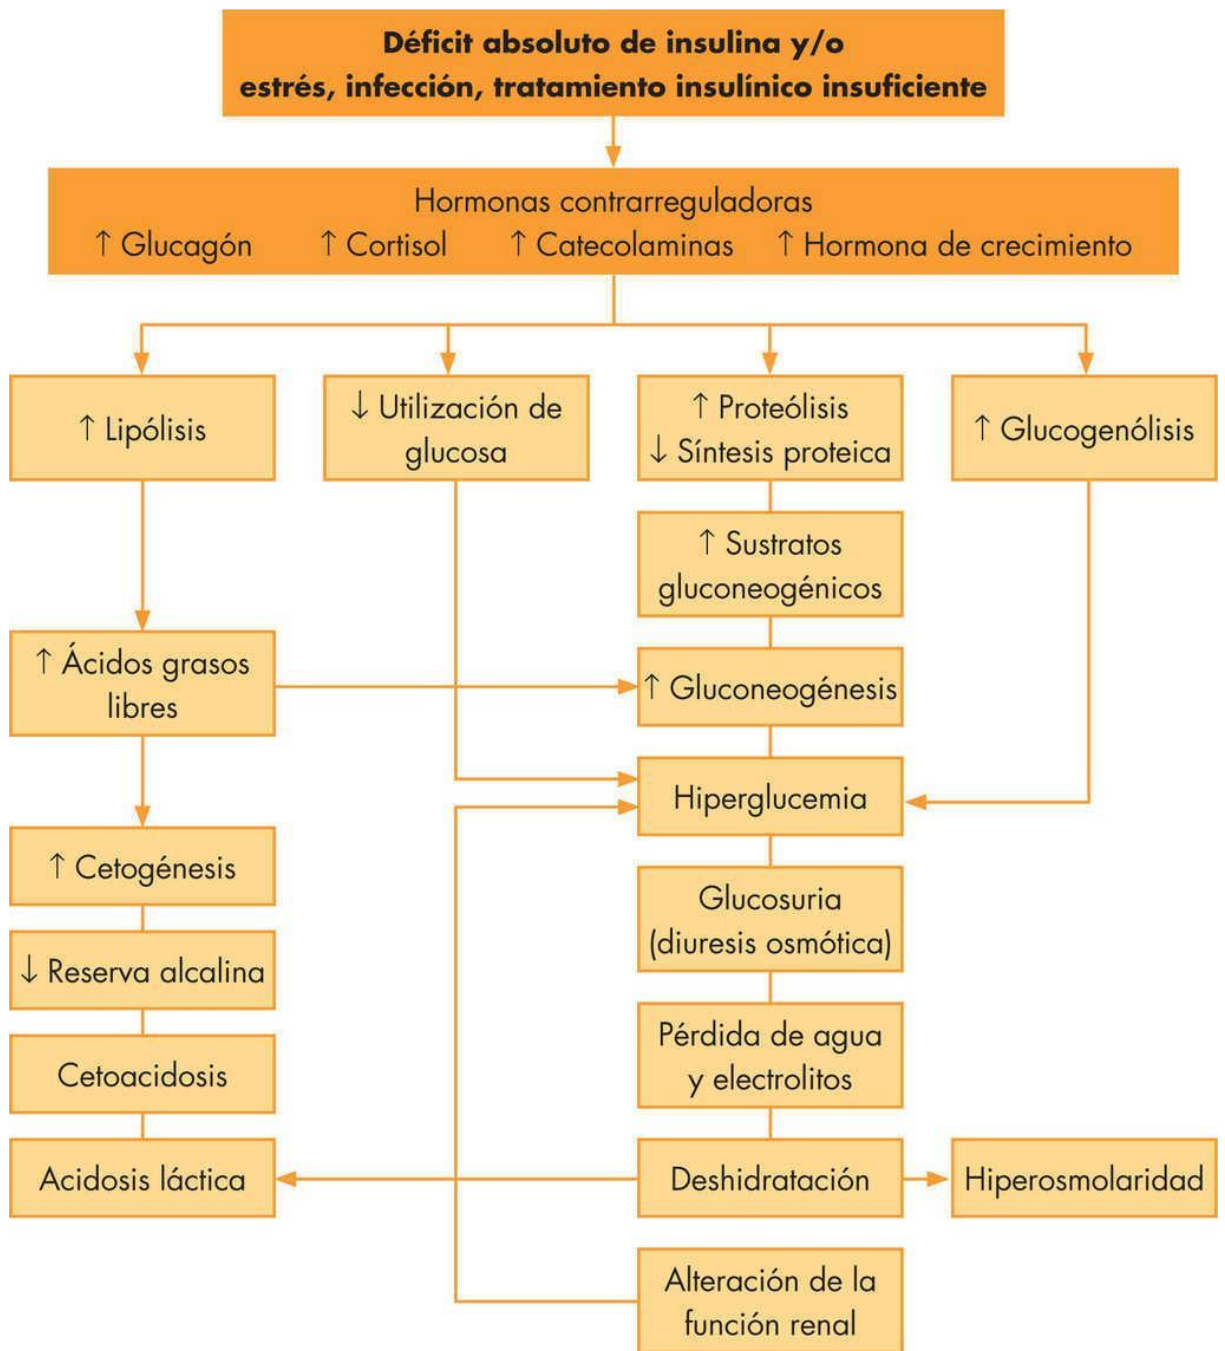 Déficit absoluto de insulina y/o
estrés, infección, tratamiento insulínico insuficiente
Hormonas contrarreguladoras
↑ Glucagón ↑ Cortisol ↑ Catecolaminas ↑ Hormona de crecimiento
↑ Lipólisis
↓ Utilización de
glucosa
↑ Proteólisis
↓ Síntesis proteica
↑ Glucogenólisis
↑ Sustratos
gluconeogénicos
↑ Ácidos grasos
libres
↑ Gluconeogénesis
Hiperglucemia
↑ Cetogénesis
Glucosuria
(diuresis osmótica)
↓ Reserva alcalina
Pérdida de agua
y electrolitos
Cetoacidosis
Acidosis láctica
Deshidratación
Hiperosmolaridad
Alteración de la
función renal